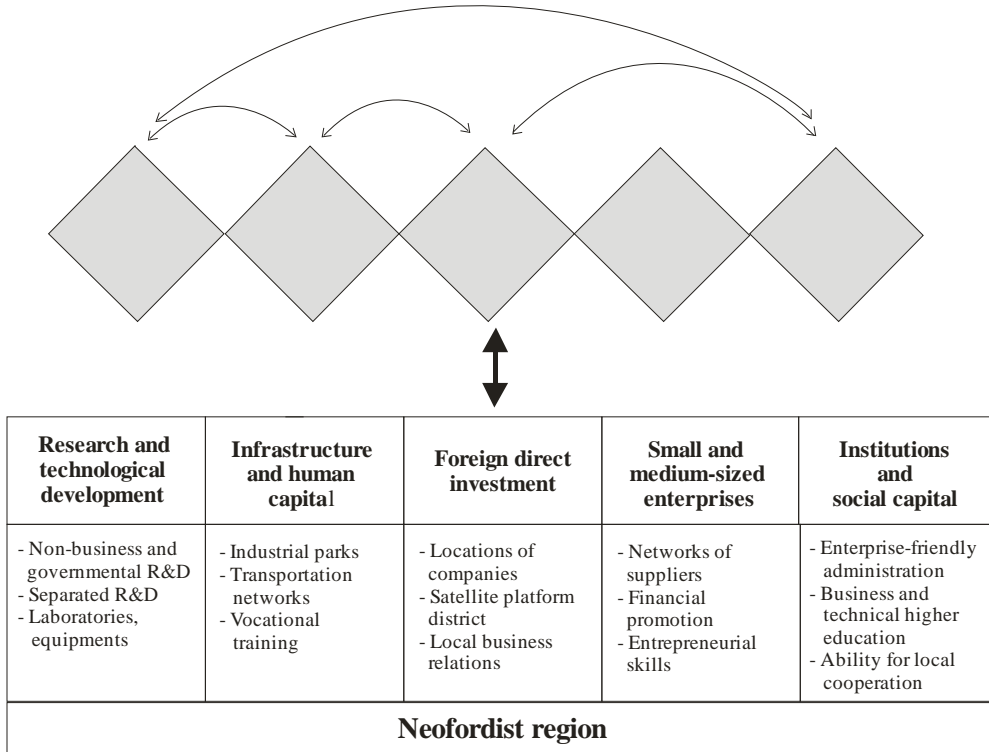 Research and
technological
development
Infrastructure
and human
capital
Foreign direct
investment
Small and
medium-sized
enterprises
Institutions
and
social capital
- Non-business and
governmental R&D
- Separated R&D
- Laboratories,
equipments
- Industrial parks
- Transportation
networks
- Vocational
training
- Locations of
companies
- Satellite platform
district
- Local business
relations
- Networks of
suppliers
- Financial
promotion
- Entrepreneurial
skills
- Enterprise-friendly
administration
- Business and
technical higher
education
- Ability for local
cooperation
Neofordist region